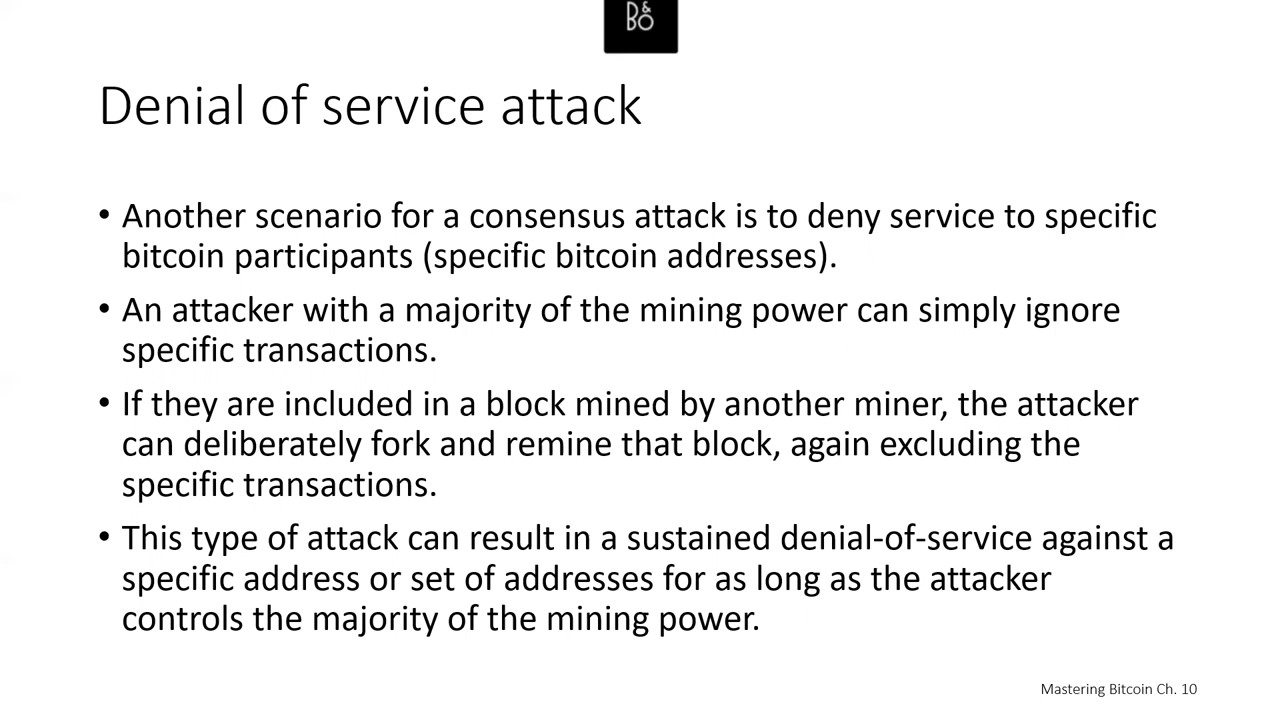 B&O
Denial of service attack
• Another scenario for a consensus attack is to deny service to specific
bitcoin participants (specific bitcoin addresses).
• An attacker with a majority of the mining power can simply ignore
specific transactions.
• If they are included in a block mined by another miner, the attacker
can deliberately fork and remine that block, again excluding the
specific transactions.
• This type of attack can result in a sustained denial-of-service against a
specific address or set of addresses for as long as the attacker
controls the majority of the mining power.
Mastering Bitcoin Ch. 10